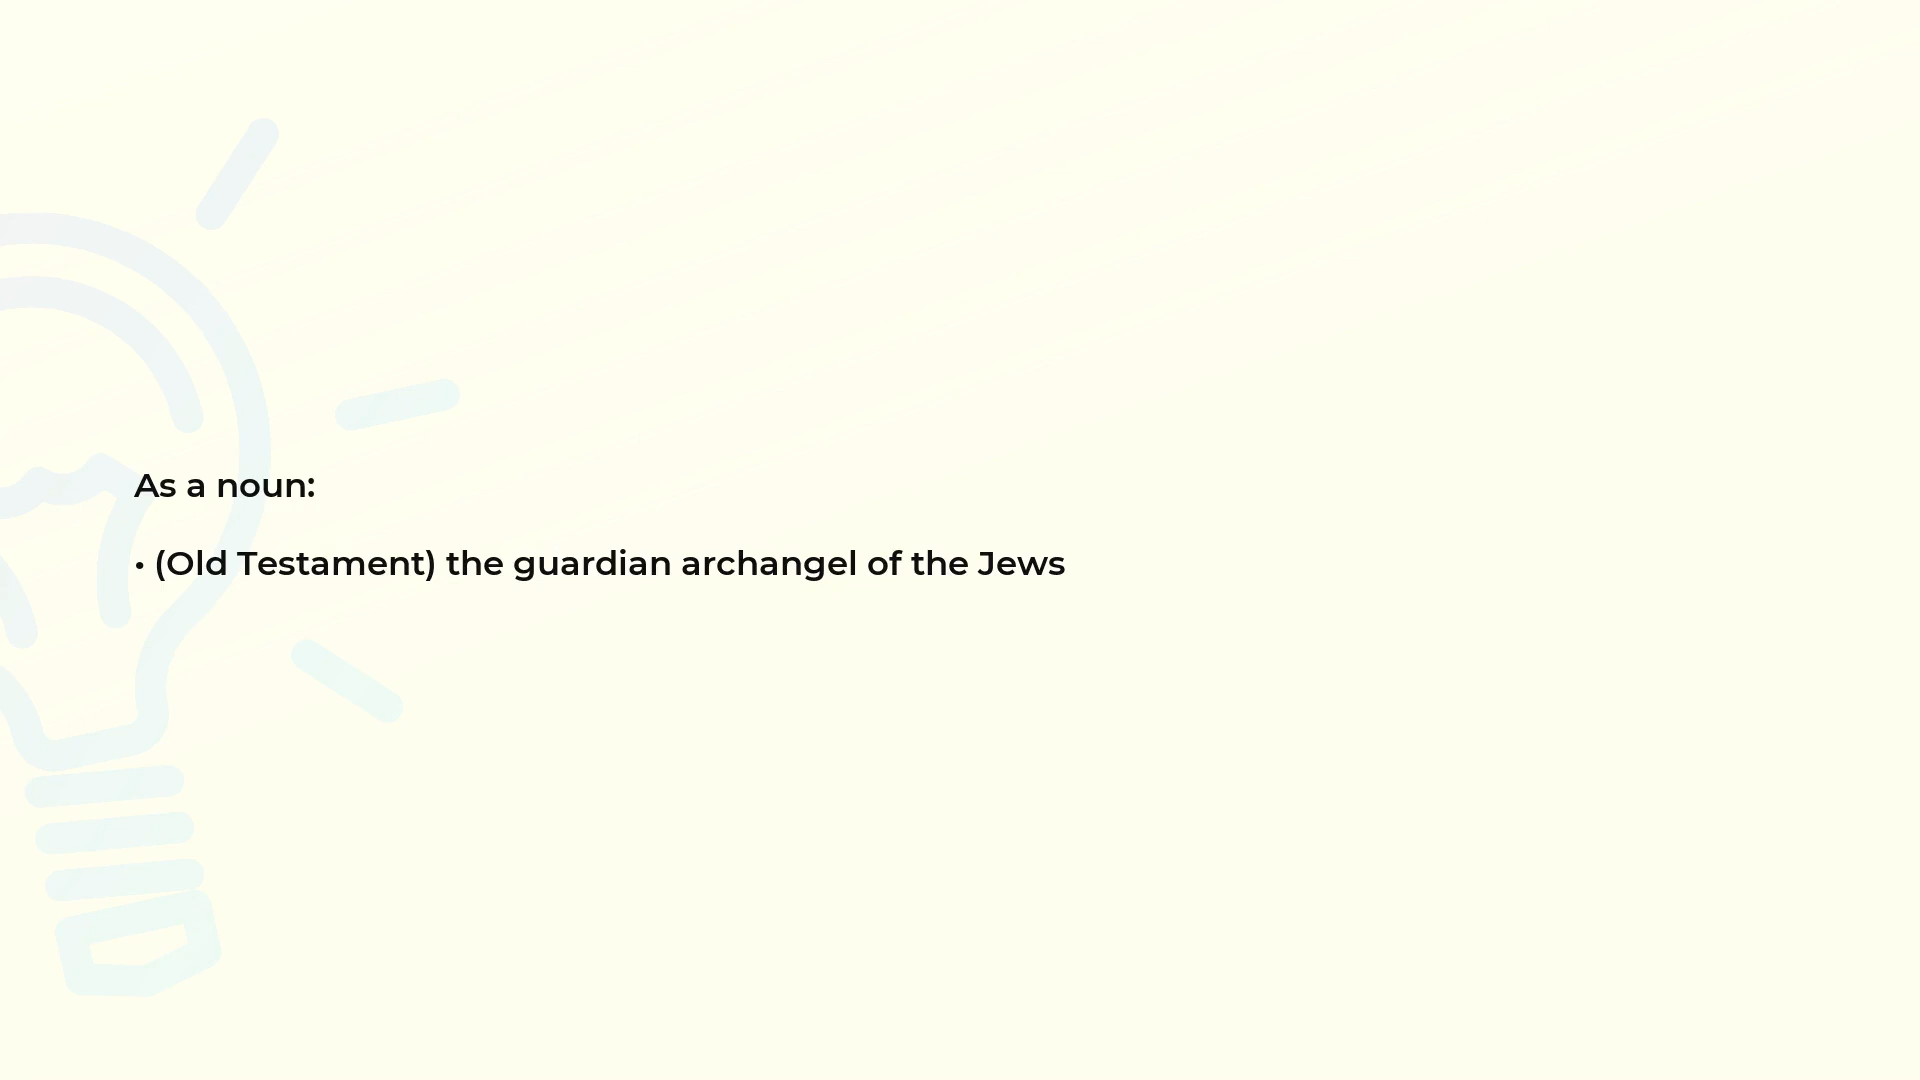 As a noun:
• (Old Testament) the guardian archangel of the Jews